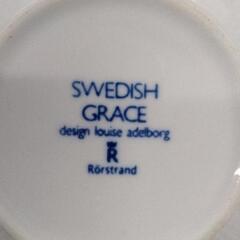 SWEDISH
GRACE
design louise adelborg
R
Rörstrand